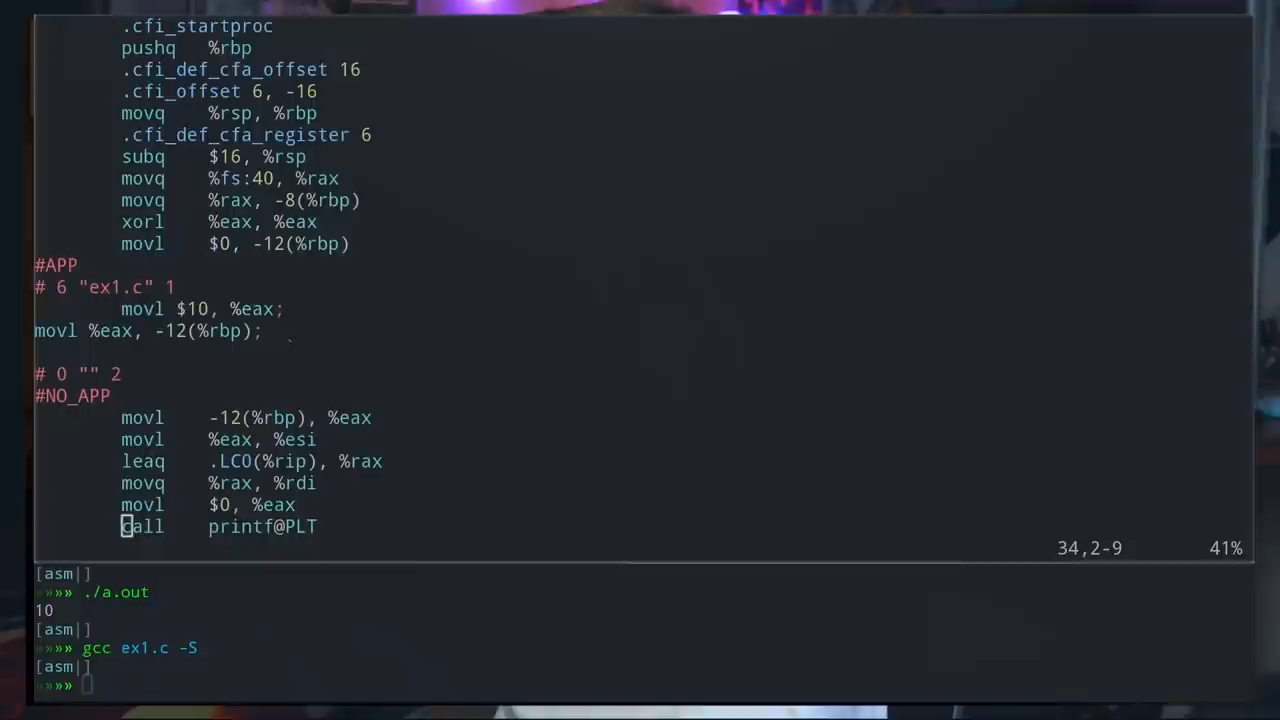 .cfi_startproc
pushq %rbp
.cfi_def_cfa_offset 16
.cfi_offset 6, -16
movq %rsp, %rbp
.cfi_def_cfa_register 6
subq $16, %rsp
movq %fs:40, %rax
movq %rax, -8(%rbp)
xorl %eax, %eax
movl $0, -12(%rbp)
#APP
# 6 "ex1.c" 1
movl $10, %eax;
movl %eax, -12(%rbp);
# 0 "" 2
#NO_APP
movl -12(%rbp), %eax
movl %eax, %esi
leaq .LC0(%rip), %rax
movq %rax, %rdi
movl $0, %eax
call printf@PLT
34,2-9 41%
[asm|]
»»»» ./a.out
10
[asm|]
»»»» gcc ex1.c -S
[asm|]
»»»»